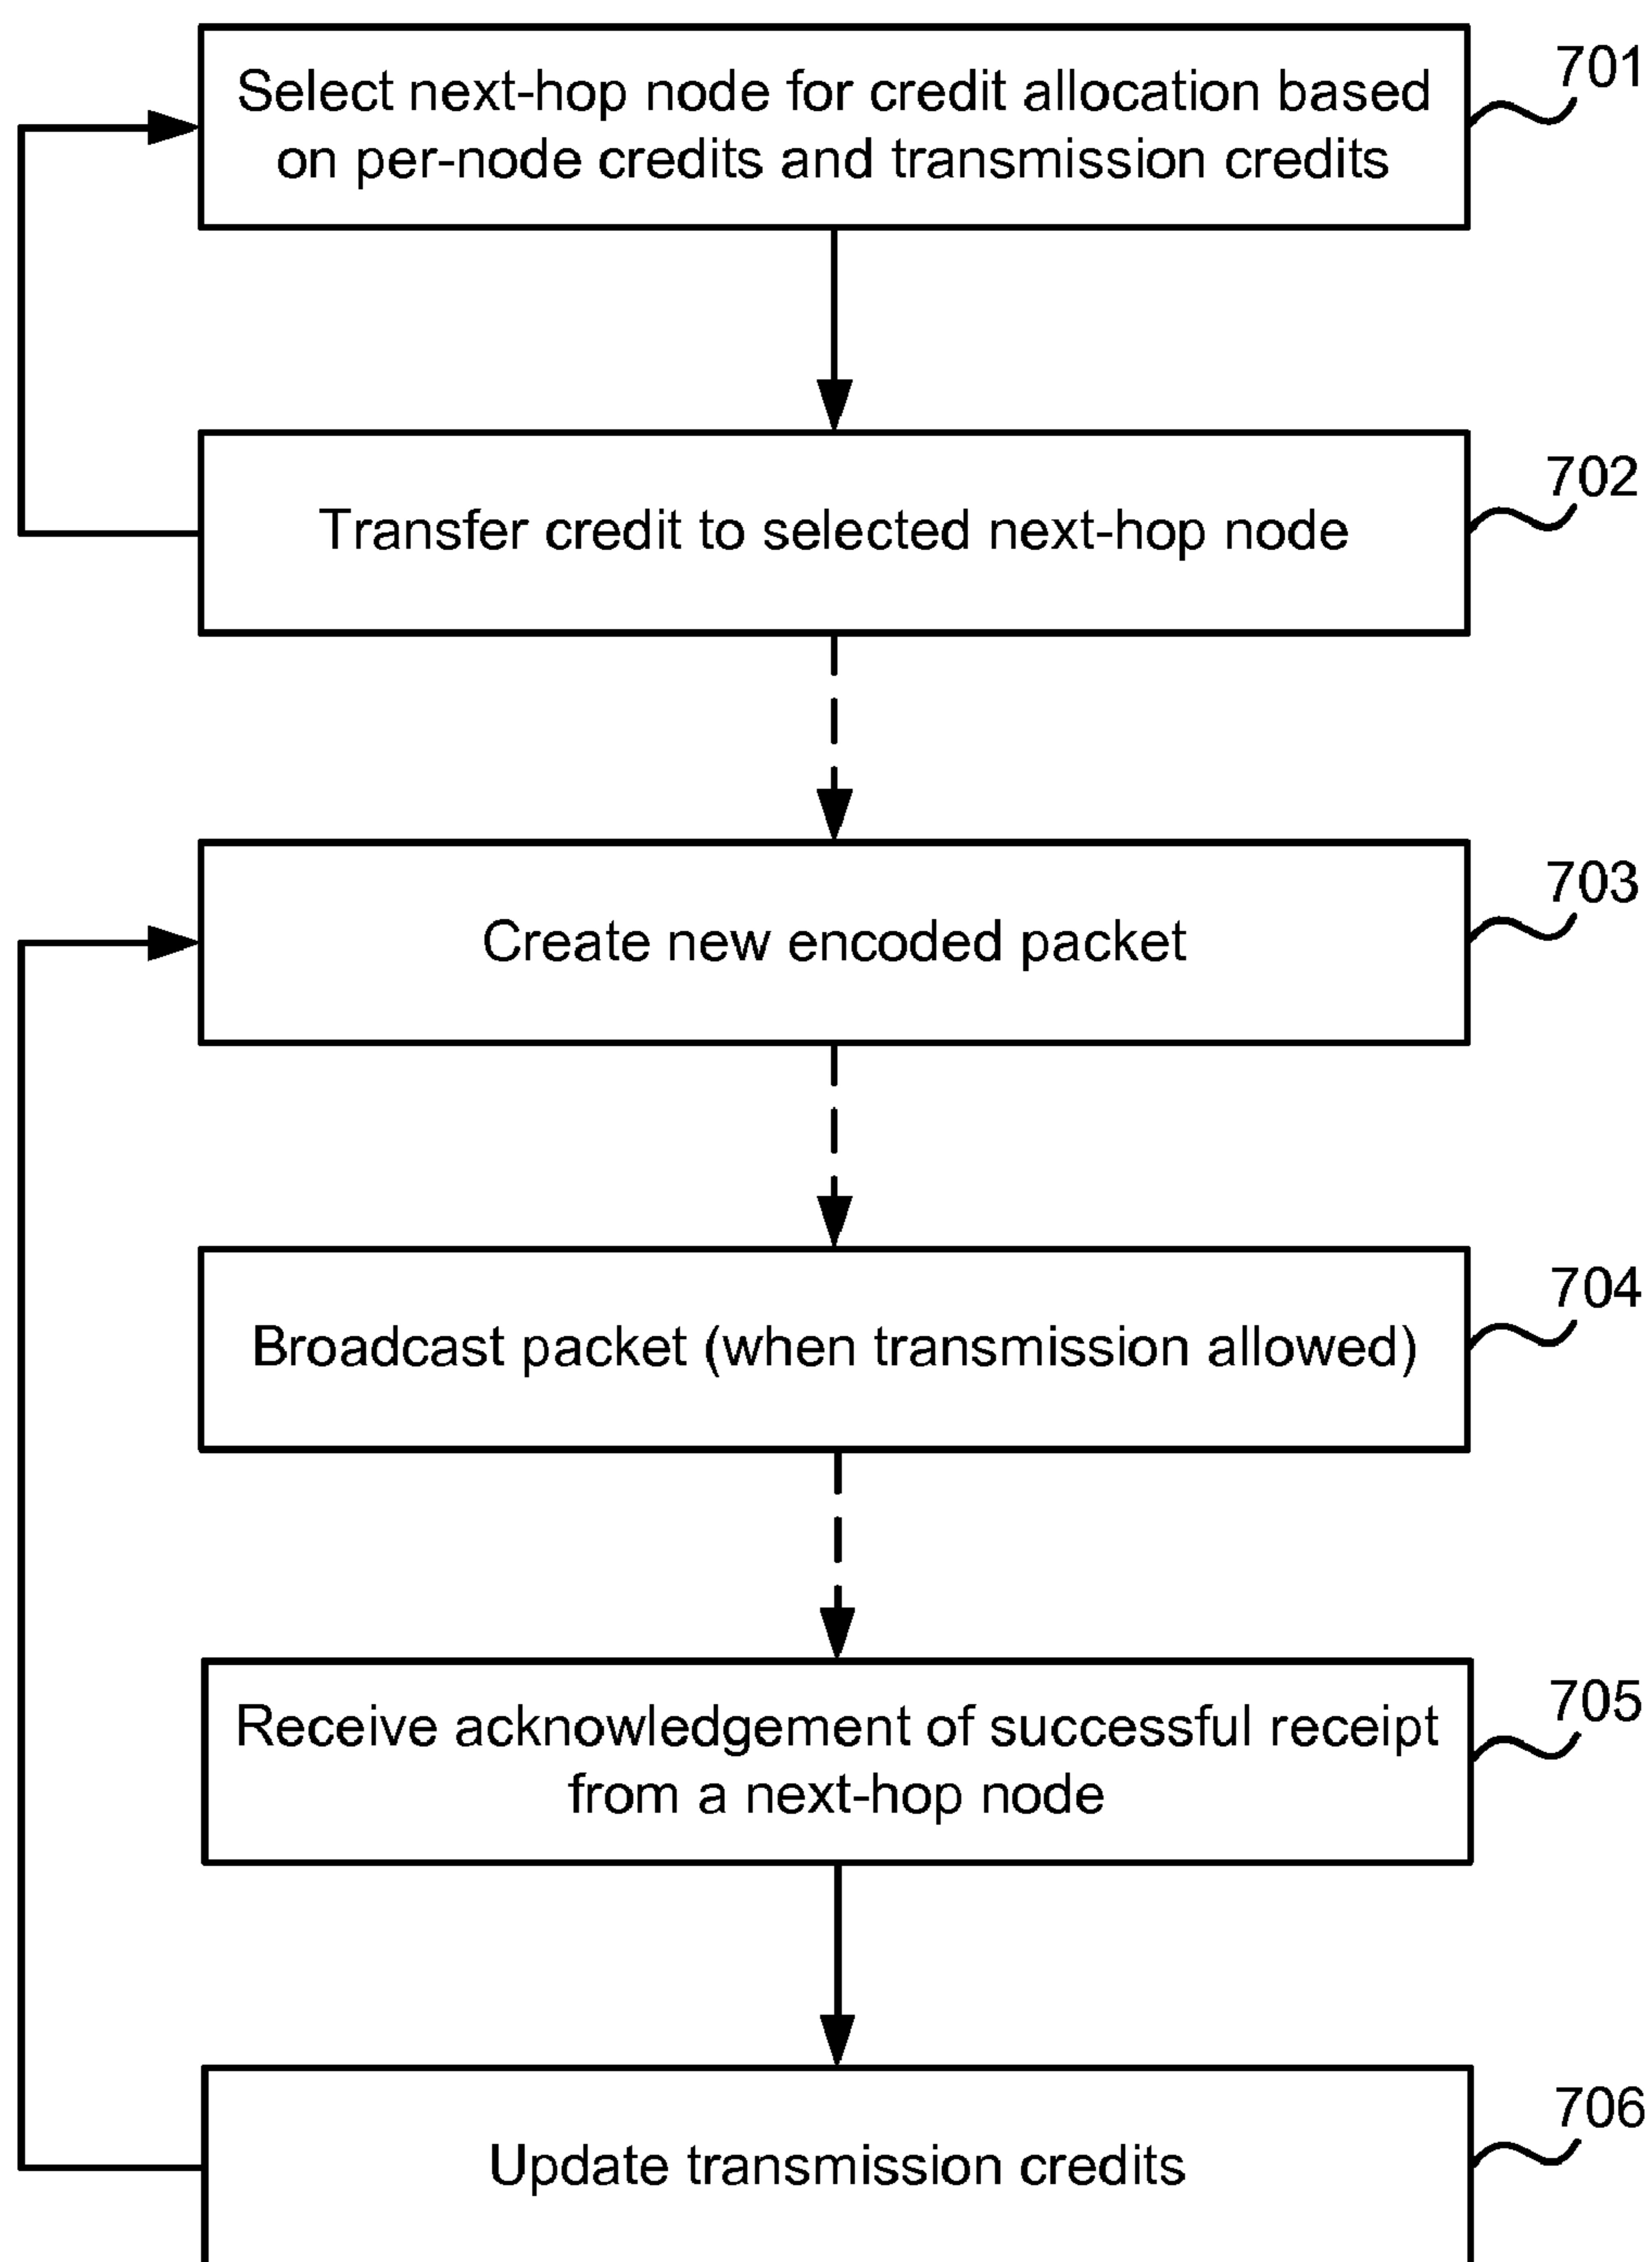 Select next-hop node for credit allocation based
on per-node credits and transmission credits
701
Transfer credit to selected next-hop node
702
Create new encoded packet
703
Broadcast packet (when transmission allowed)
704
Receive acknowledgement of successful receipt
from a next-hop node
705
Update transmission credits
706